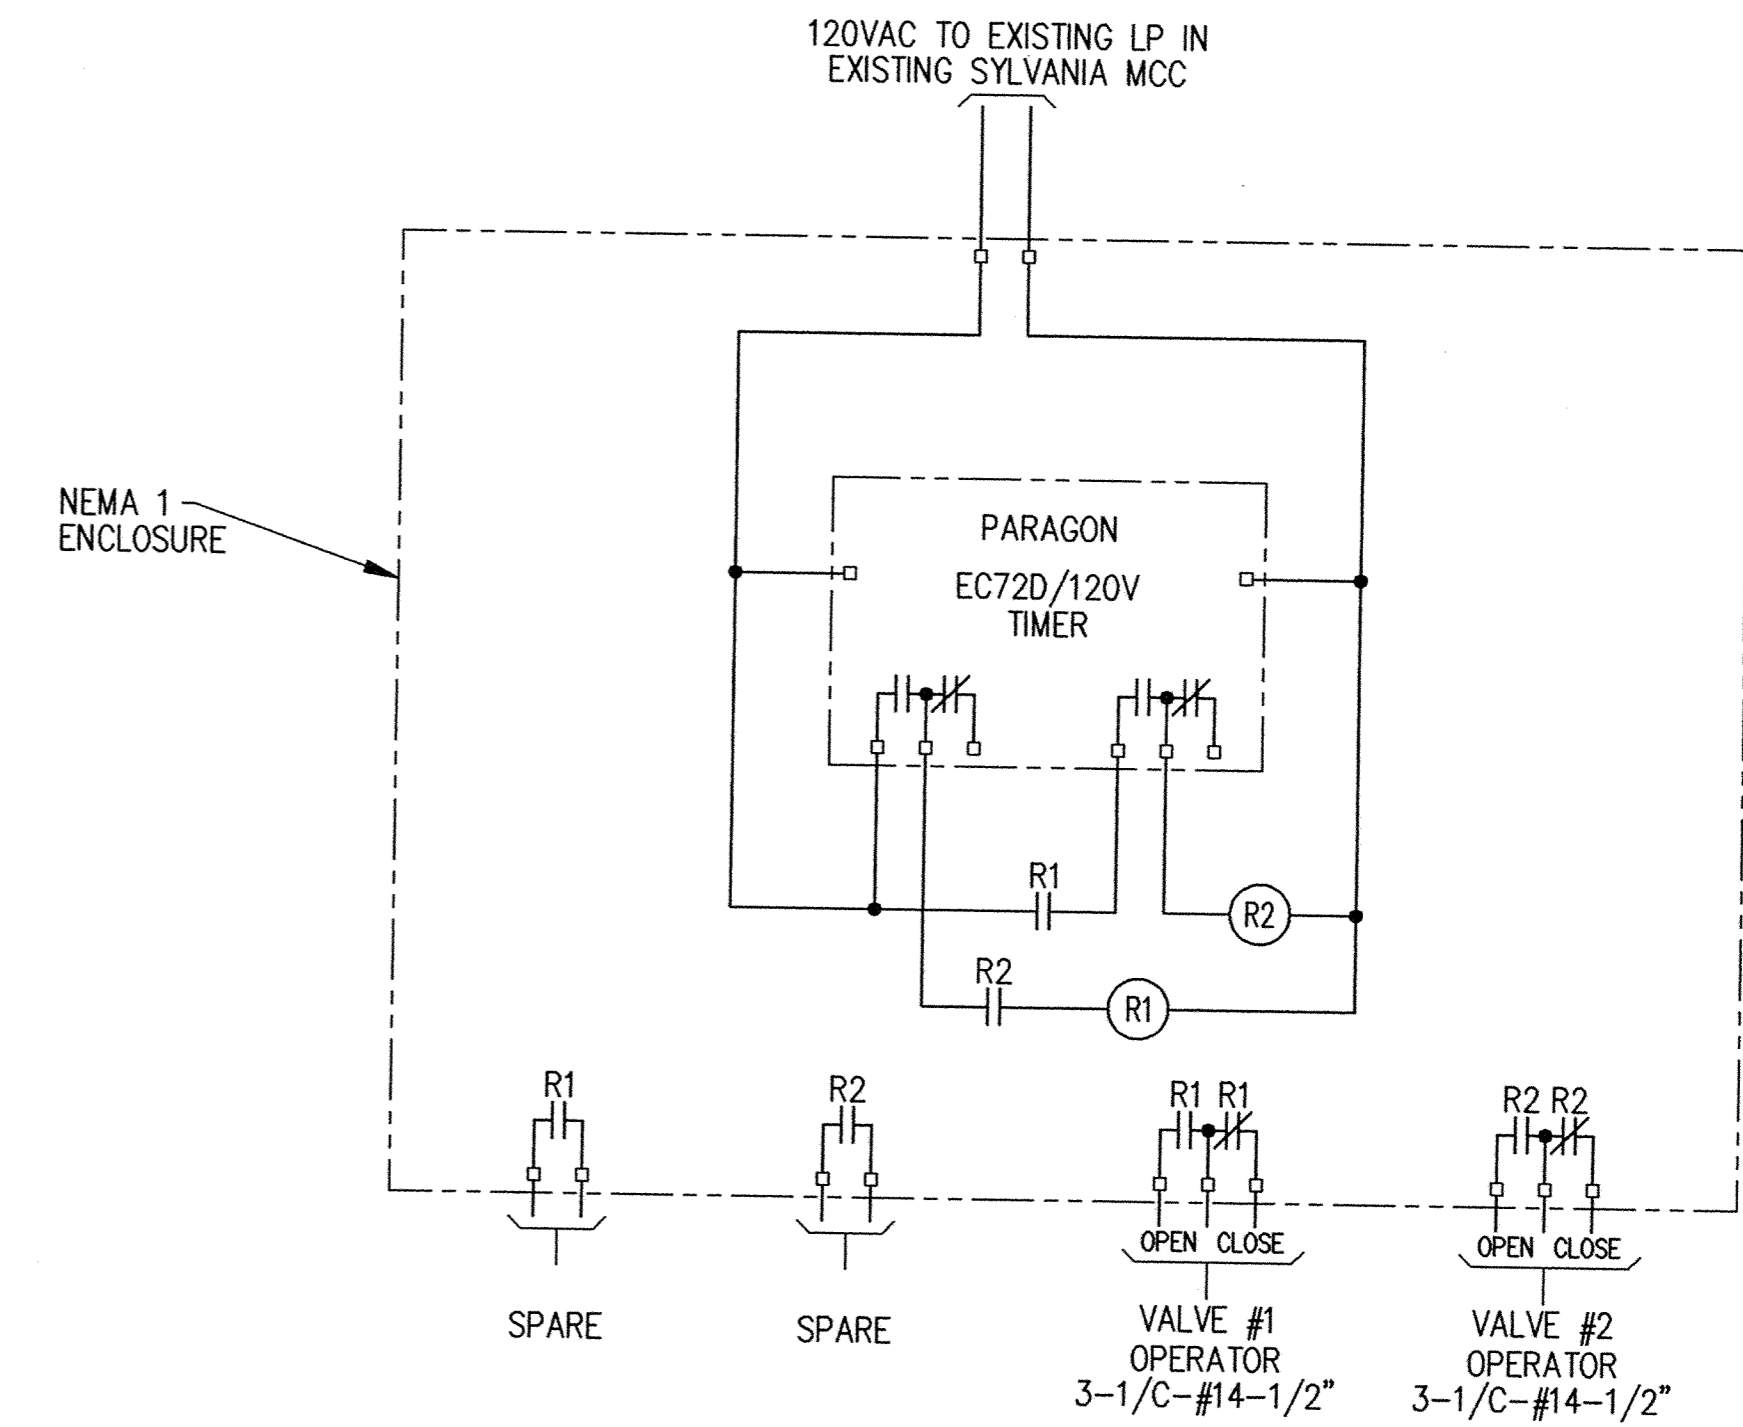 120VAC TO EXISTING LP IN
EXISTING SYLVANIA MCC
NEMA 1
ENCLOSURE
PARAGON
EC72D/120V
TIMER
R1
R2
R2
R1
R1
R2
R1 R1
R2 R2
OPEN CLOSE
OPEN CLOSE
SPARE
SPARE
VALVE #1
OPERATOR
3-1/C-#14-1/2"
VALVE #2
OPERATOR
3-1/C-#14-1/2"